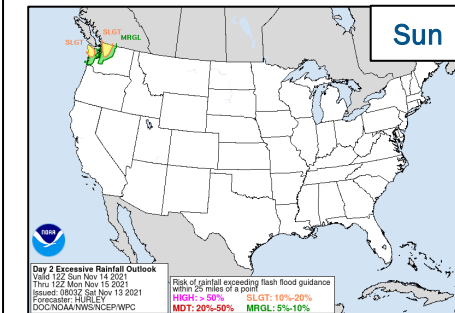 Sun
SLGT
SLGT
MRGL
NOAA
Day 2 Excessive Rainfall Outlook
Valid 12Z Sun Nov 14 2021
Thru 12Z Mon Nov 15 2021
Issued: 0803Z Sat Nov 13 2021
Forecaster: HURLEY
DOC/NOAA/NWS/NCEP/WPC
Risk of rainfall exceeding flash flood guidance
within 25 miles of a point
HIGH: > 50% SLGT: 10%-20%
MDT: 20%-50% MRGL: 5%-10%